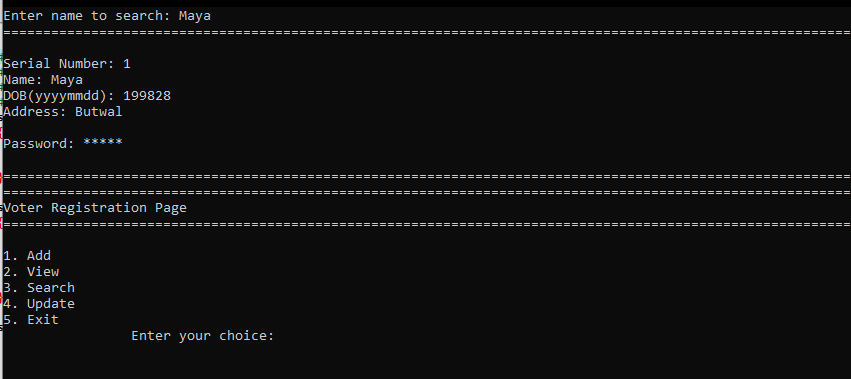 Enter name to search: Maya
==========================================================================================================
Serial Number: 1
Name: Maya
DOB(yyyymmdd): 199828
Address: Butwal
Password: *****
==========================================================================================================
==========================================================================================================
Voter Registration Page
==========================================================================================================
1. Add
2. View
3. Search
4. Update
5. Exit
Enter your choice: